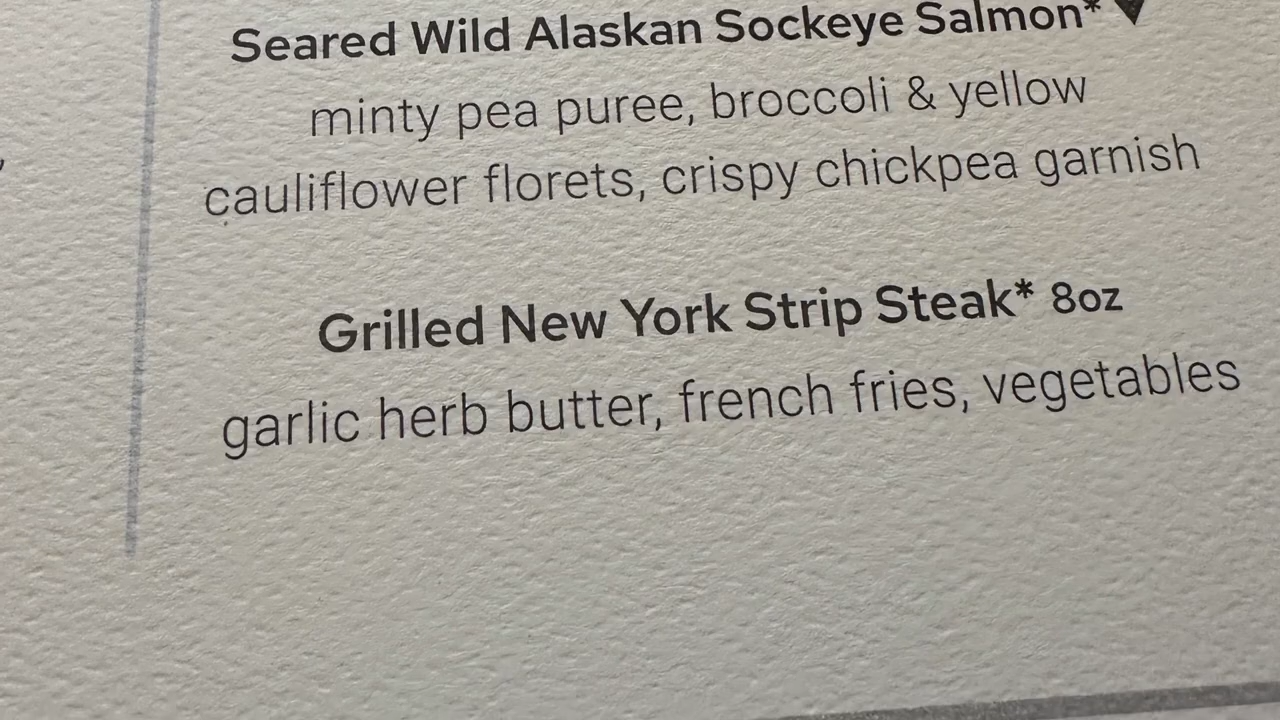 Seared Wild Alaskan Sockeye Salmon* ▼
minty pea puree, broccoli & yellow
cauliflower florets, crispy chickpea garnish
Grilled New York Strip Steak* 8oz
garlic herb butter, french fries, vegetables